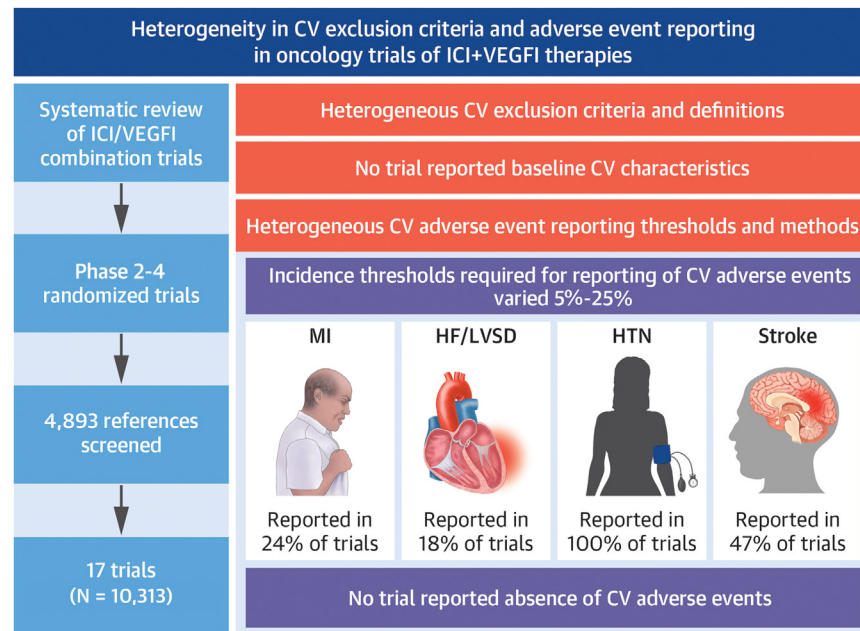 Heterogeneity in CV exclusion criteria and adverse event reporting
in oncology trials of ICI+VEGFI therapies
Systematic review
of ICI/VEGFI
combination trials
Phase 2-4
randomized trials
4,893 references
screened
17 trials
(N = 10,313)
Heterogeneous CV exclusion criteria and definitions
No trial reported baseline CV characteristics
Heterogeneous CV adverse event reporting thresholds and methods
Incidence thresholds required for reporting of CV adverse events
varied 5%-25%
MI
Reported in
24% of trials
HF/LVSD
Reported in
18% of trials
HTN
Reported in
100% of trials
Stroke
Reported in
47% of trials
No trial reported absence of CV adverse events